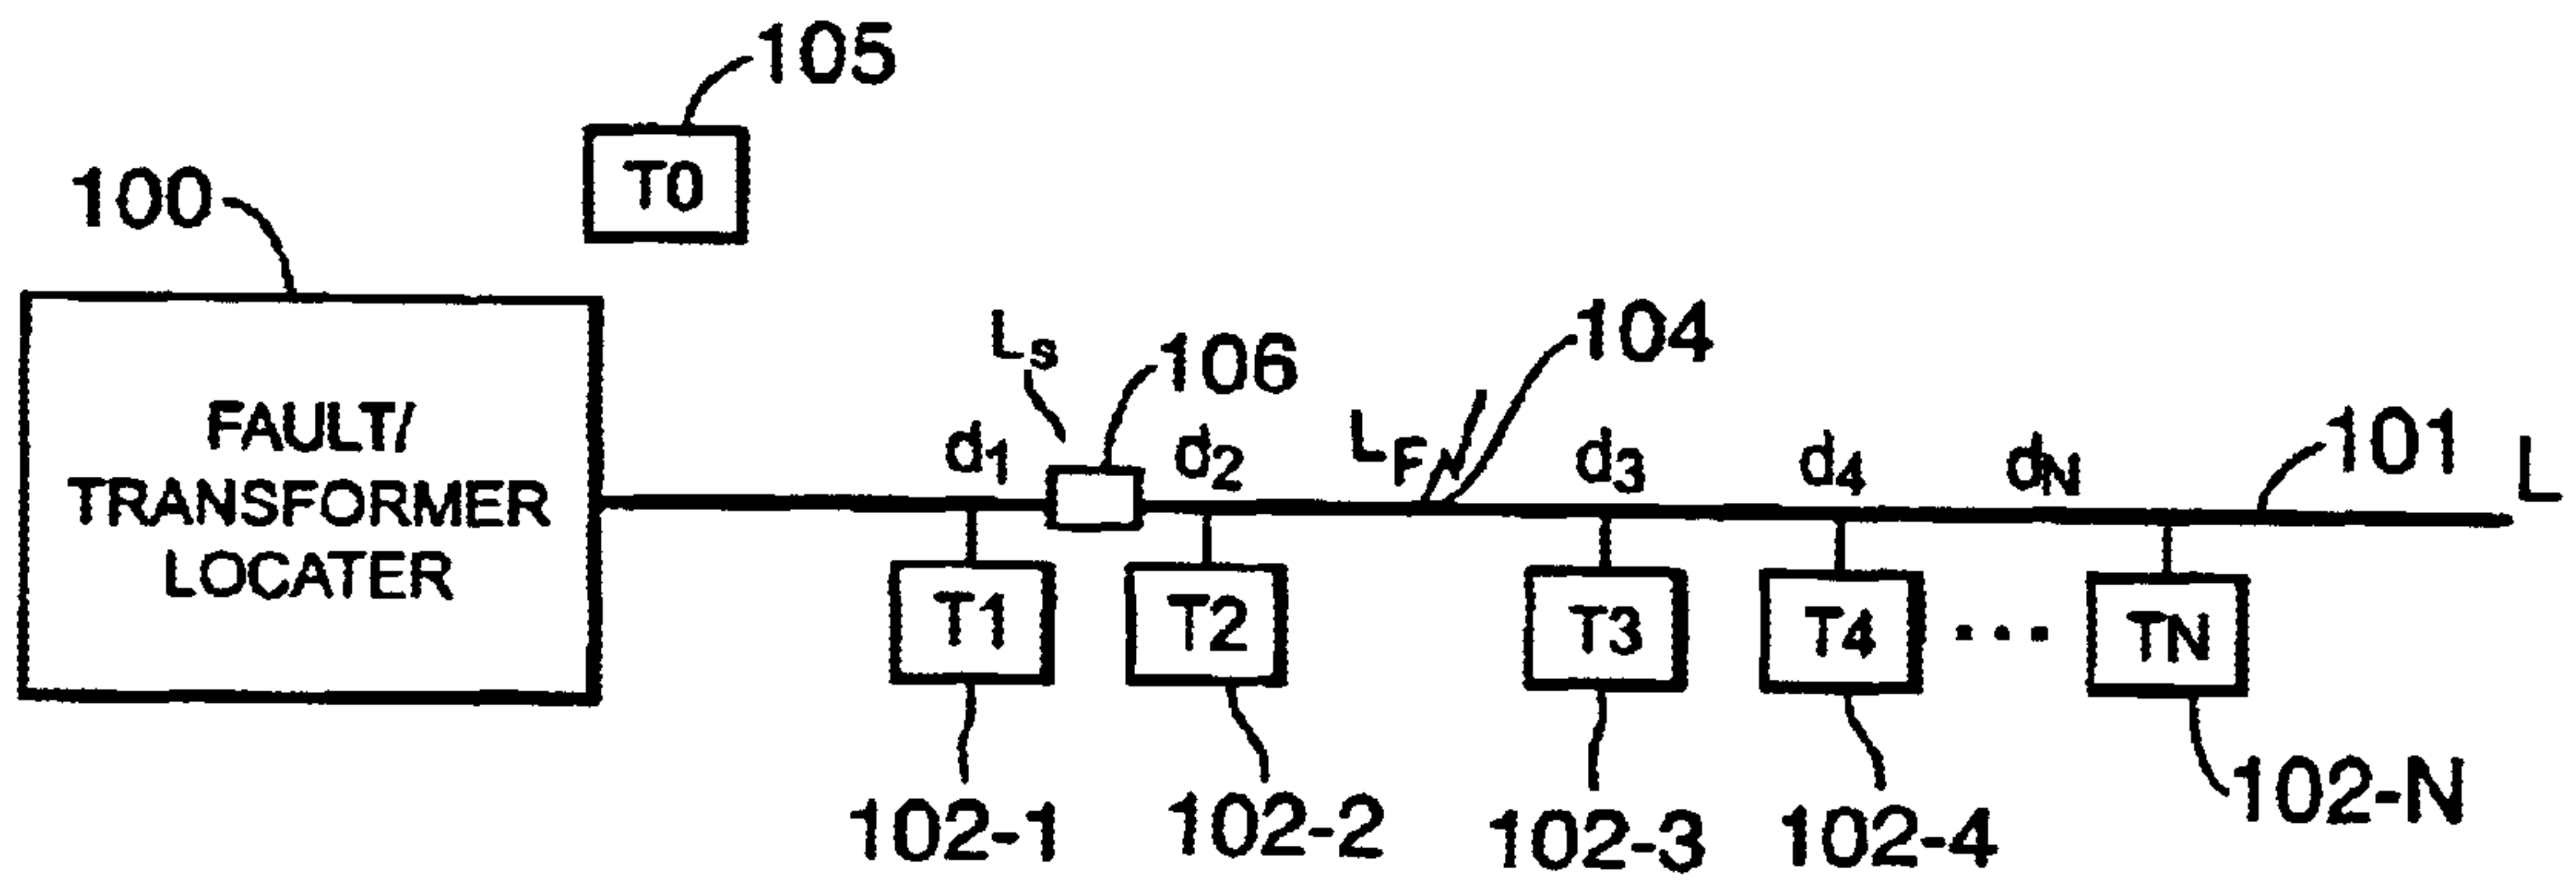 105
T0
100
FAULT/
TRANSFORMER
LOCATER
Ls
106
104
d1
d2
LF
d3
d4
dN
101
L
T1
T2
T3
T4
...
TN
102-1
102-2
102-3
102-4
102-N